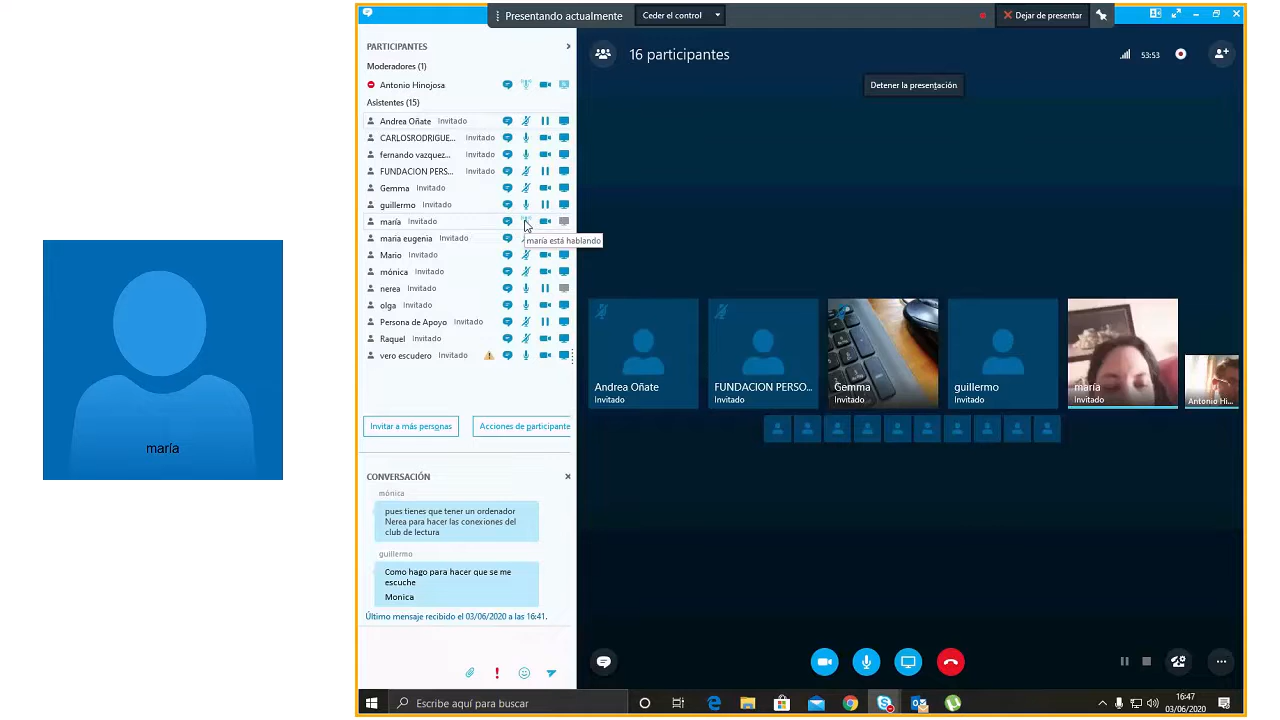 Presentando actualmente
Ceder el control
Dejar de presentar
PARTICIPANTES
Moderadores (1)
Antonio Hinojosa
Asistentes (15)
Andrea Oñate Invitado
CARLOSRODRIGUE... Invitado
fernando vazquez... Invitado
FUNDACION PERS... Invitado
Gemma Invitado
guillermo Invitado
maría Invitado
maría está hablando
maria eugenia Invitado
Mario Invitado
mónica Invitado
nerea Invitado
olga Invitado
Persona de Apoyo Invitado
Raquel Invitado
vero escudero Invitado
Invitar a más personas
Acciones de participante
CONVERSACIÓN
mónica
pues tienes que tener un ordenador
Nerea para hacer las conexiones del
club de lectura
guillermo
Como hago para hacer que se me
escuche
Monica
Último mensaje recibido el 03/06/2020 a las 16:41.
16 participantes
53:53
Detener la presentación
Andrea Oñate
Invitado
FUNDACION PERSO...
Invitado
Gemma
Invitado
guillermo
Invitado
maría
Invitado
Antonio Hi...
maría
Escribe aquí para buscar
16:47
03/06/2020